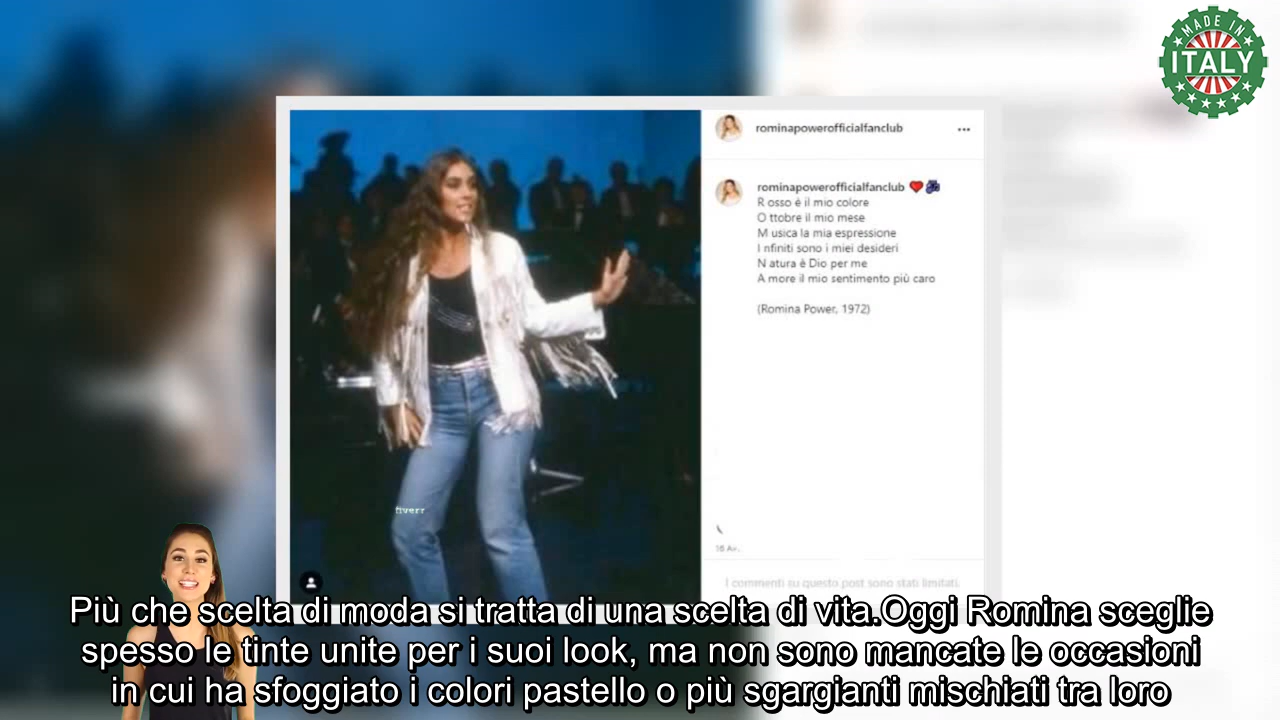 MADE IN
ITALY
rominapowerofficialfanclub
rominapowerofficialfanclub
R osso é il mio colore
O ttobre il mio mese
M usica la mia espressione
I nfiniti sono i miei desideri
N atura è Dio per me
A more il mio sentimento più caro
(Romina Power, 1972)
fiverr
16 Av..
I commenti su questo post sono stati limitati.
Più che scelta di moda si tratta di una scelta di vita.Oggi Romina sceglie
spesso le tinte unite per i suoi look, ma non sono mancate le occasioni
in cui ha sfoggiato i colori pastello o più sgargianti mischiati tra loro